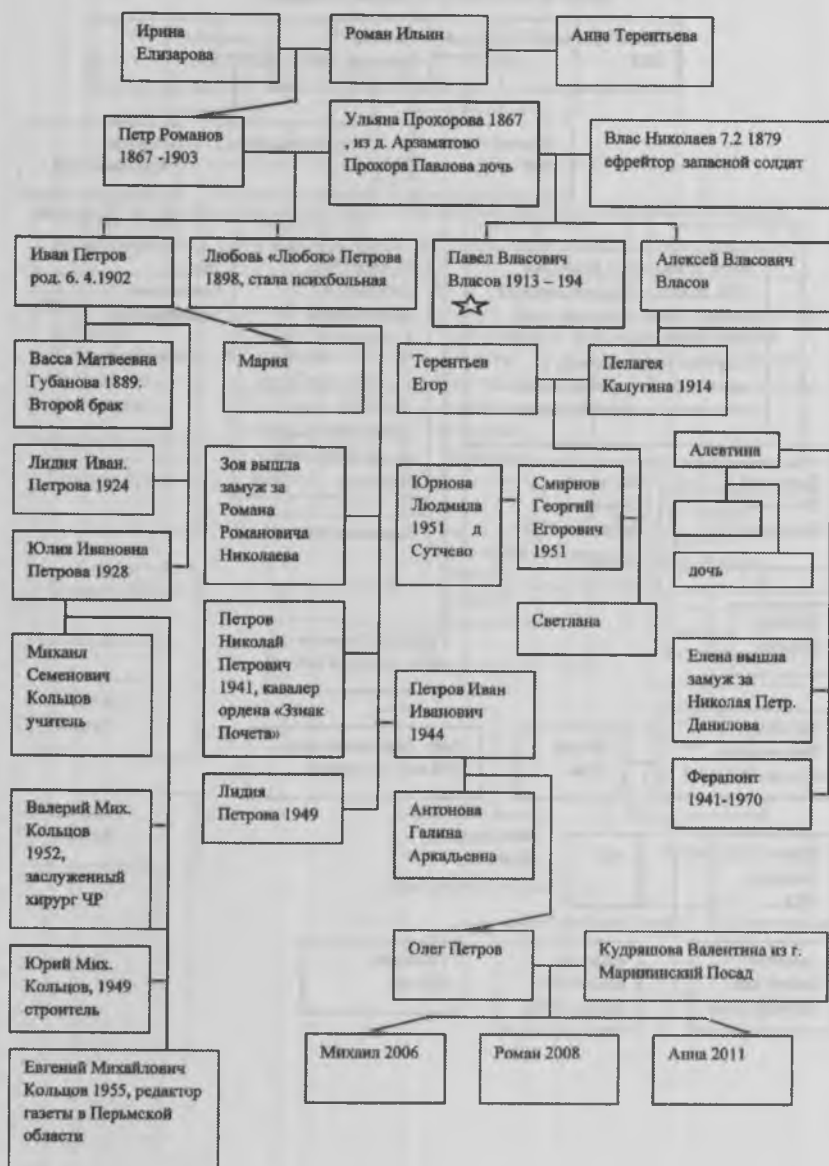 Ирина
Елизарова
Роман Ильин
Анна Терентьева
Петр Романов
1867 -1903
Ульяна Прохорова 1867
, из д. Арзаматово
Прохора Павлова дочь
Влас Николаев 7.2 1879
ефрейтор запасной солдат
Иван Петров
род. 6. 4.1902
Любовь «Любок» Петрова
1898, стала психбольная
Павел Власович
Власов 1913 – 194
Алексей Власович
Власов
Васса Матвеевна
Губанова 1889.
Второй брак
Мария
Терентьев
Егор
Пелагея
Калугина 1914
Лидия Иван.
Петрова 1924
Зоя вышла
замуж за
Романа
Романовича
Николаева
Юрнова
Людмила
1951 д
Сутчево
Смирнов
Георгий
Егорович
1951
Алевтина
дочь
Юлия Ивановна
Петрова 1928
Светлана
Михаил
Семенович
Кольцов
учитель
Петров
Николай
Петрович
1941, кавалер
ордена «Ззнак
Почета»
Петров Иван
Иванович
1944
Елена вышла
замуж за
Николая Петр.
Данилова
Лидия
Петрова 1949
Ферапонт
1941-1970
Валерий Мих.
Кольцов
1952,
заслуженный
хирург ЧР
Антонова
Галина
Аркадьевна
Юрий Мих.
Кольцов, 1949
строитель
Олег Петров
Кудряшова Валентина из г.
Мариинский Посад
Евгений Михайлович
Кольцов 1955, редактор
газеты в Перьмской
области
Михаил 2006
Роман 2008
Анна 2011